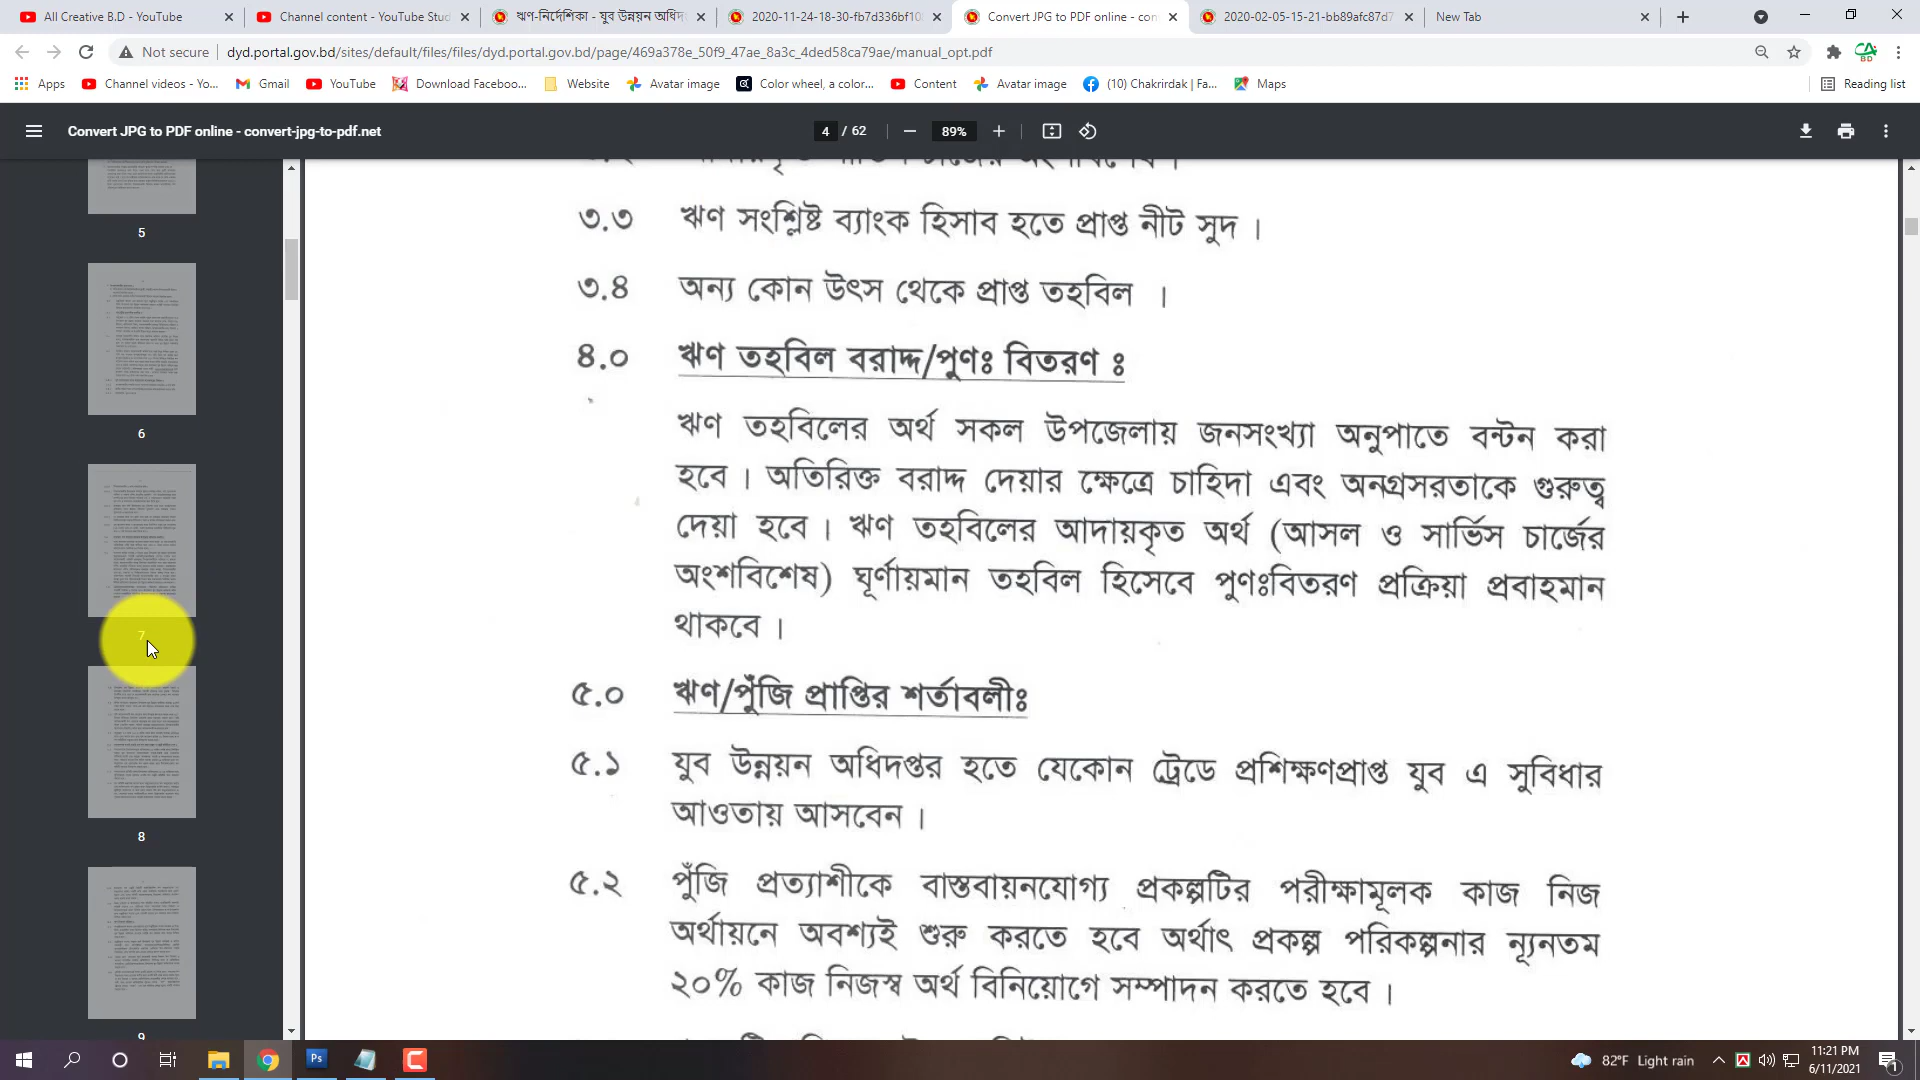 All Creative B.D - YouTube
Channel content - YouTube Stud
ঋণ-নির্দেশিকা - যুব উন্নয়ন অধিদ
2020-11-24-18-30-fb7d336bf10
Convert JPG to PDF online - con
2020-02-05-15-21-bb89afc87d7
New Tab
Not secure
dyd.portal.gov.bd/sites/default/files/files/dyd.portal.gov.bd/page/469a378e_50f9_47ae_8a3c_4ded58ca79ae/manual_opt.pdf
Apps
Channel videos - Yo...
Gmail
YouTube
Download Faceboo...
Website
Avatar image
Color wheel, a color...
Content
Avatar image
(10) Chakrirdak | Fa...
Maps
Reading list
Convert JPG to PDF online - convert-jpg-to-pdf.net
4 / 62
89%
5
6
7
8
9
৩.৩ ঋণ সংশ্লিষ্ট ব্যাংক হিসাব হতে প্রাপ্ত নীট সুদ ।
৩.৪ অন্য কোন উৎস থেকে প্রাপ্ত তহবিল ।
৪.০ ঋণ তহবিল বরাদ্দ/পুণঃ বিতরণ ঃ
ঋণ তহবিলের অর্থ সকল উপজেলায় জনসংখ্যা অনুপাতে বন্টন করা
হবে । অতিরিক্ত বরাদ্দ দেয়ার ক্ষেত্রে চাহিদা এবং অনগ্রসরতাকে গুরুত্ব
দেয়া হবে । ঋণ তহবিলের আদায়কৃত অর্থ (আসল ও সার্ভিস চার্জের
অংশবিশেষ) ঘূর্ণায়মান তহবিল হিসেবে পুণঃবিতরণ প্রক্রিয়া প্রবাহমান
থাকবে ।
৫.০ ঋণ/পুঁজি প্রাপ্তির শর্তাবলীঃ
৫.১ যুব উন্নয়ন অধিদপ্তর হতে যেকোন ট্রেডে প্রশিক্ষণপ্রাপ্ত যুব এ সুবিধার
আওতায় আসবেন ।
৫.২ পুঁজি প্রত্যাশীকে বাস্তবায়নযোগ্য প্রকল্পটির পরীক্ষামূলক কাজ নিজ
অর্থায়নে অবশ্যই শুরু করতে হবে অর্থাৎ প্রকল্প পরিকল্পনার ন্যূনতম
২০% কাজ নিজস্ব অর্থ বিনিয়োগে সম্পাদন করতে হবে ।
82°F Light rain
11:21 PM
6/11/2021